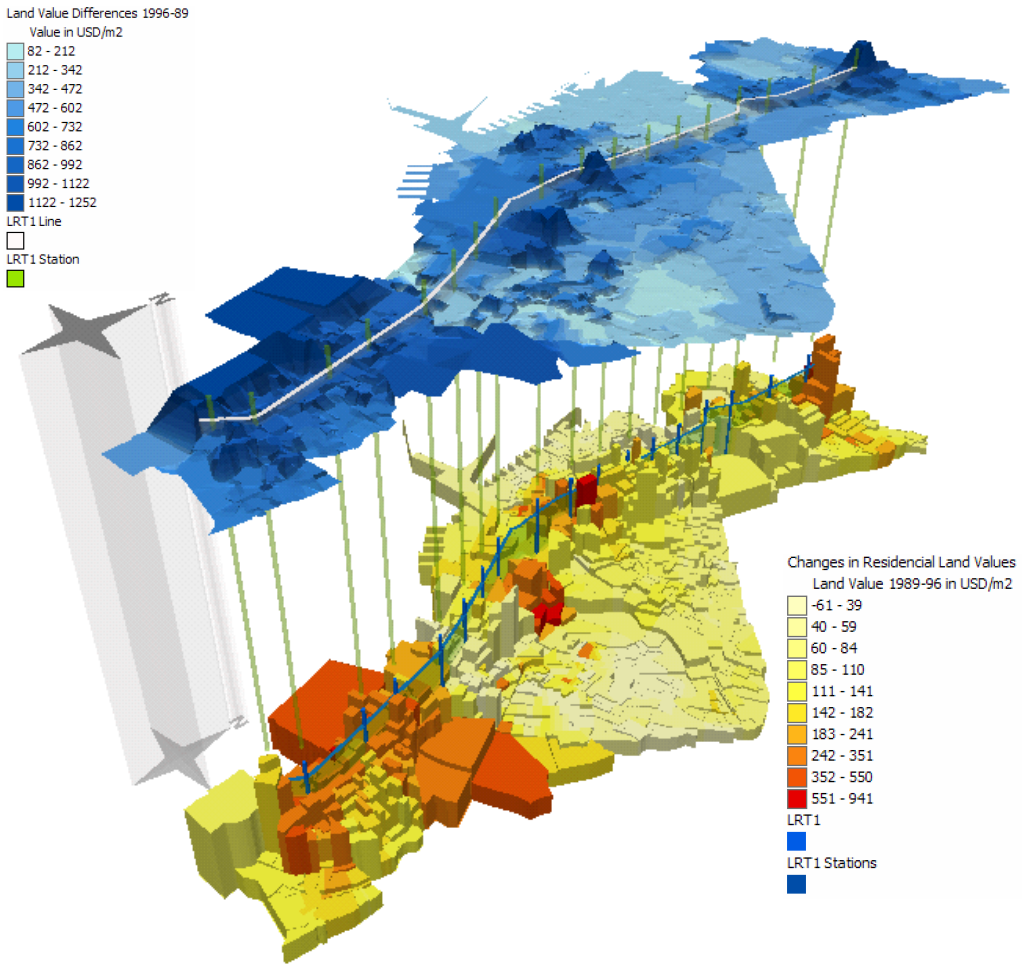 Land Value Differences 1996-89
Value in USD/m2
82 - 212
212 - 342
342 - 472
472 - 602
602 - 732
732 - 862
862 - 992
992 - 1122
1122 - 1252
LRT1 Line
LRT1 Station
N
N
Changes in Residencial Land Values
Land Value 1989-96 in USD/m2
-61 - 39
40 - 59
60 - 84
85 - 110
111 - 141
142 - 182
183 - 241
242 - 351
352 - 550
551 - 941
LRT1
LRT1 Stations